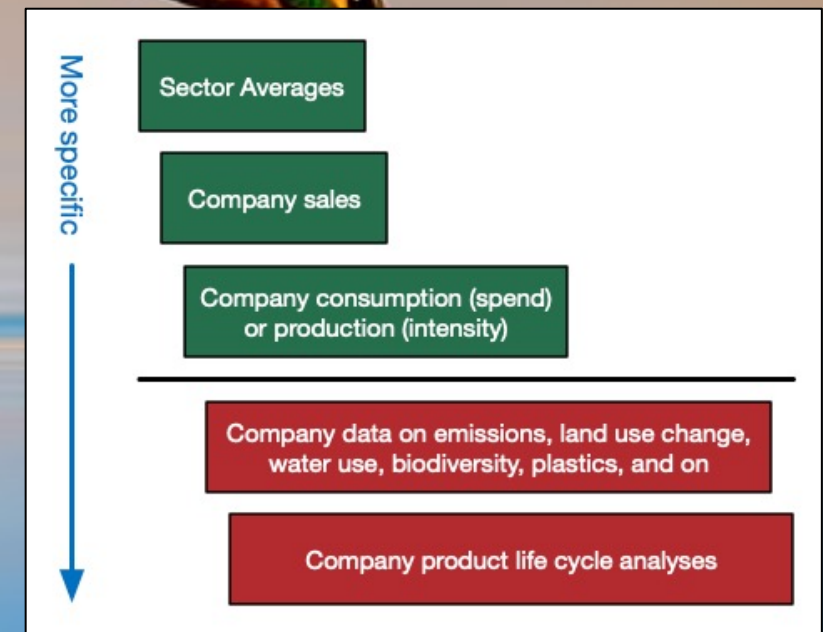 More specific
Sector Averages
Company sales
Company consumption (spend)
or production (intensity)
Company data on emissions, land use change,
water use, biodiversity, plastics, and on
Company product life cycle analyses